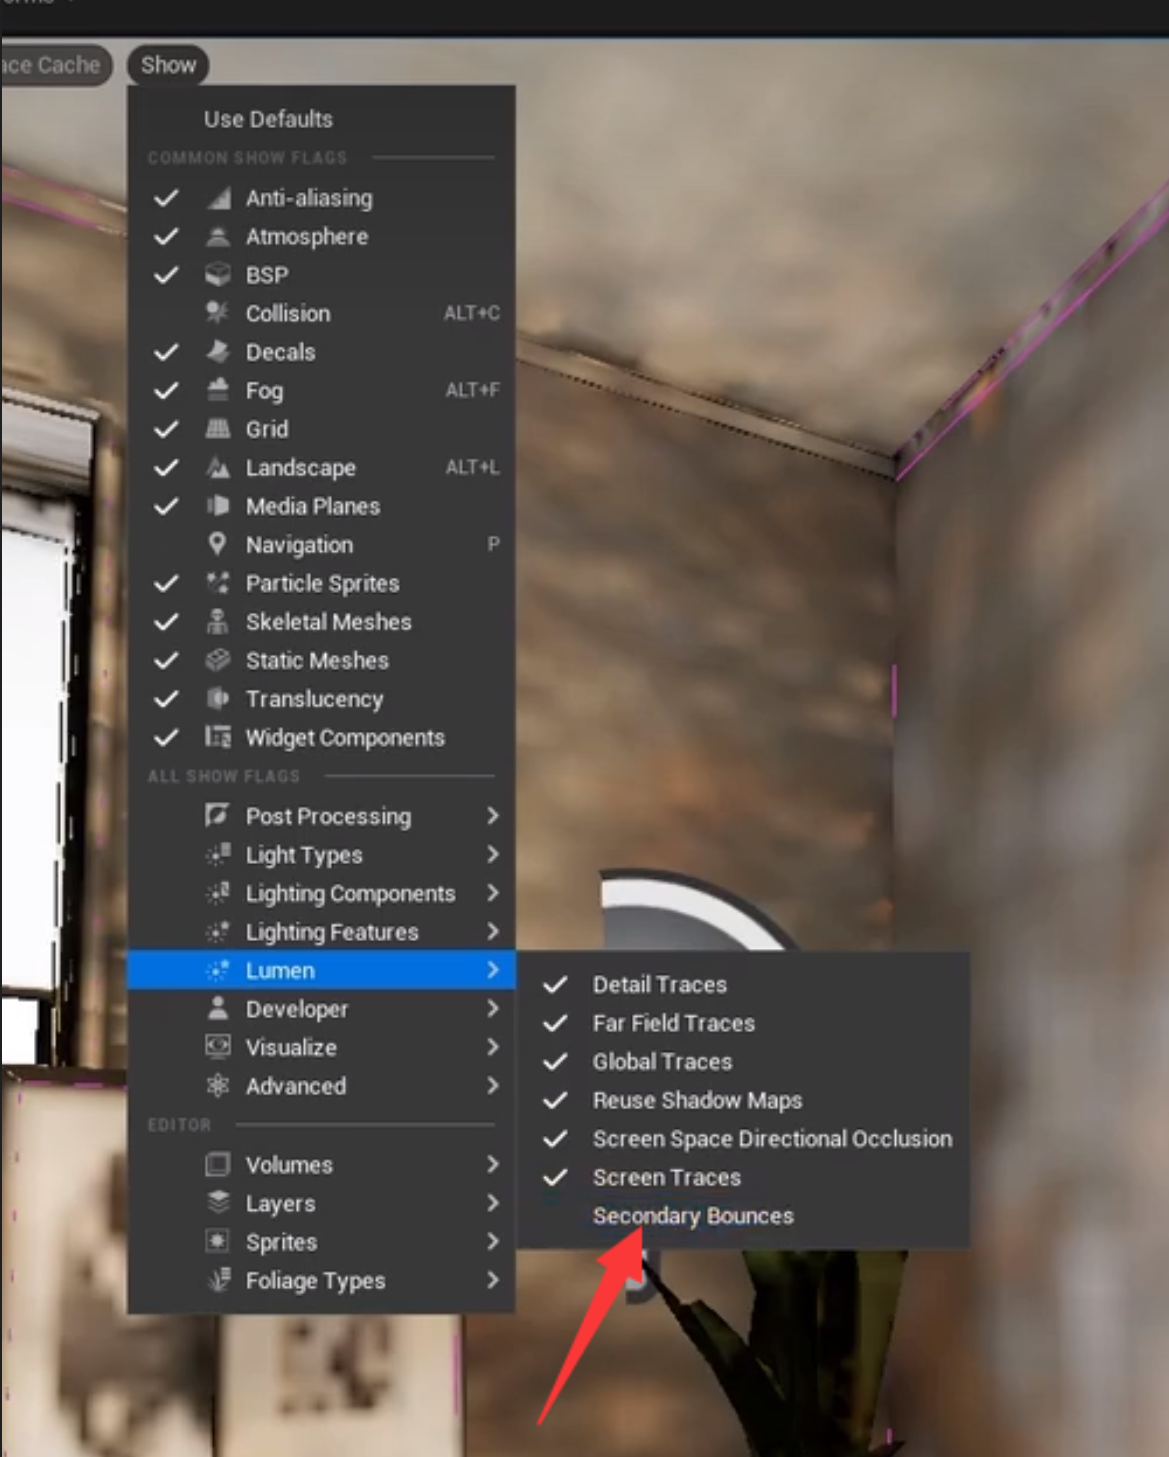 ace Cache
Show
Use Defaults
COMMON SHOW FLAGS
Anti-aliasing
Atmosphere
BSP
Collision ALT+C
Decals
Fog ALT+F
Grid
Landscape ALT+L
Media Planes
Navigation P
Particle Sprites
Skeletal Meshes
Static Meshes
Translucency
Widget Components
ALL SHOW FLAGS
Post Processing
Light Types
Lighting Components
Lighting Features
Lumen
Developer
Visualize
Advanced
EDITOR
Volumes
Layers
Sprites
Foliage Types
Detail Traces
Far Field Traces
Global Traces
Reuse Shadow Maps
Screen Space Directional Occlusion
Screen Traces
Secondary Bounces